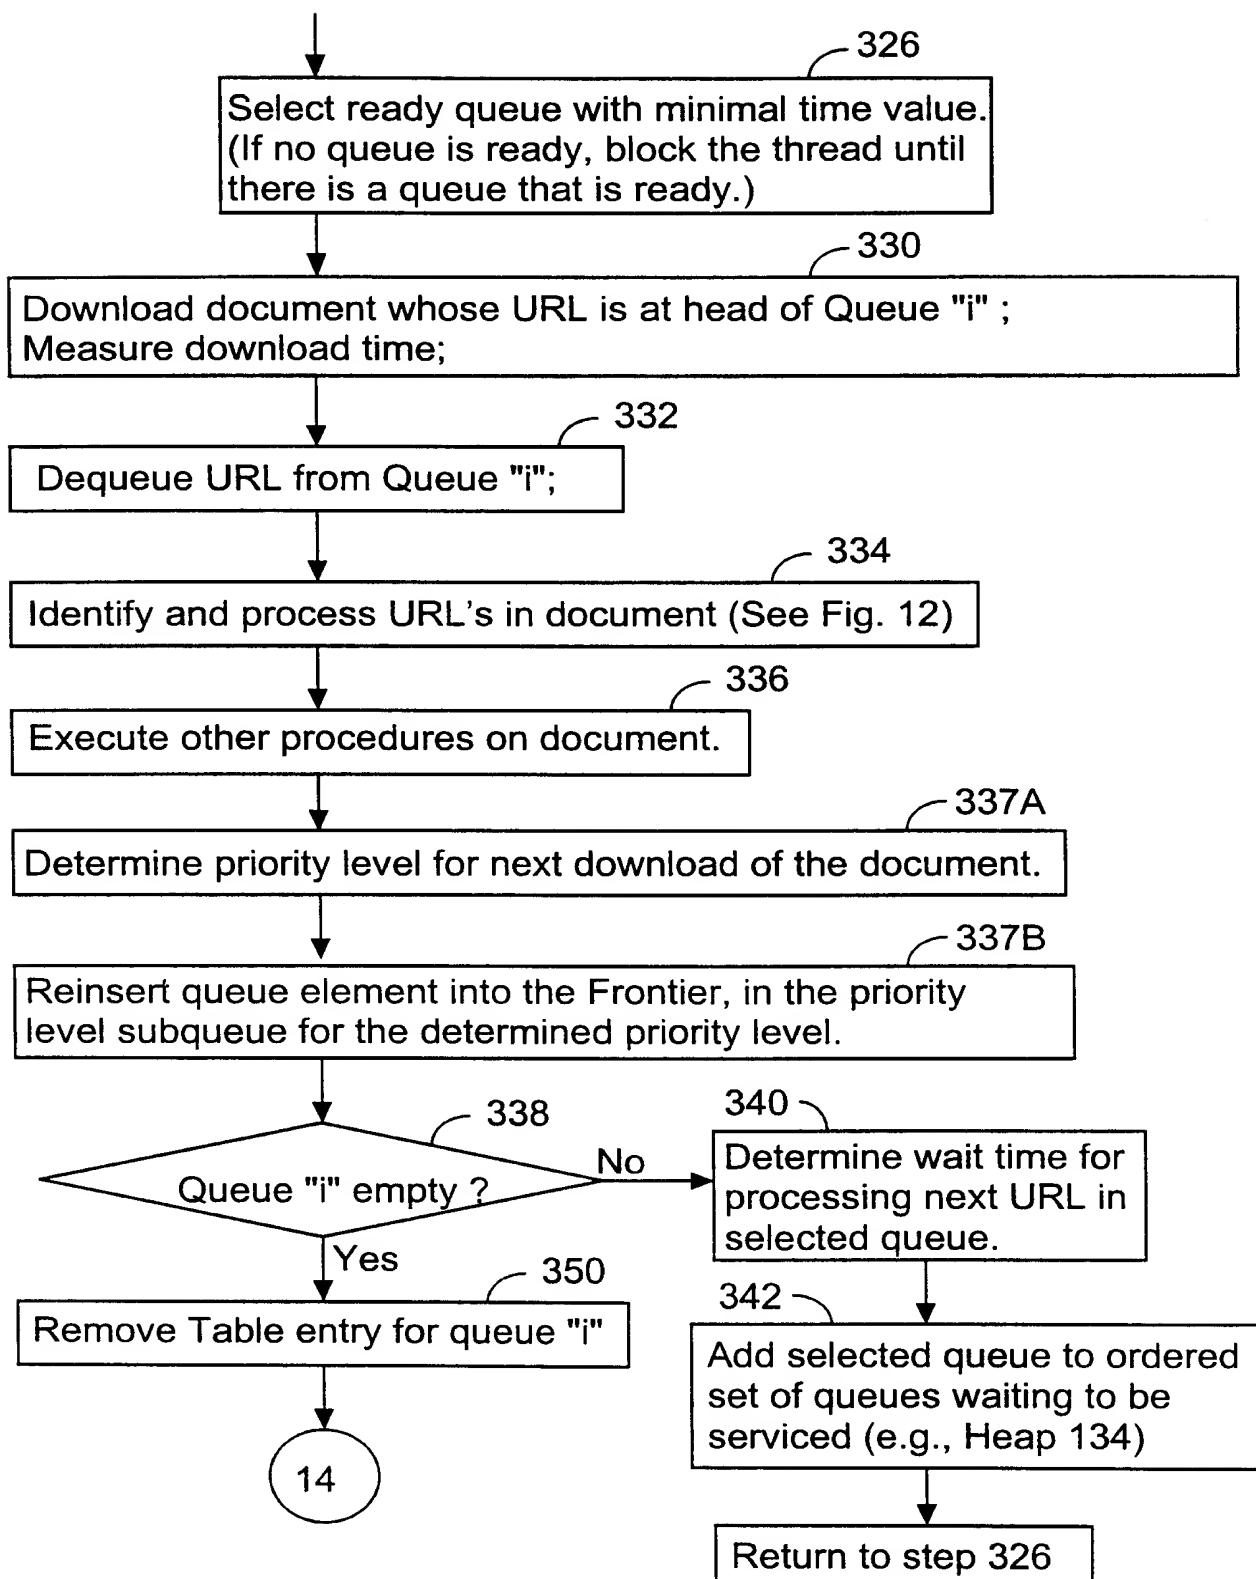 326
Select ready queue with minimal time value.
(If no queue is ready, block the thread until
there is a queue that is ready.)
330
Download document whose URL is at head of Queue "i" ;
Measure download time;
332
Dequeue URL from Queue "i";
334
Identify and process URL's in document (See Fig. 12)
336
Execute other procedures on document.
337A
Determine priority level for next download of the document.
337B
Reinsert queue element into the Frontier, in the priority
level subqueue for the determined priority level.
338
Queue "i" empty ?
No
340
Determine wait time for
processing next URL in
selected queue.
Yes
350
Remove Table entry for queue "i"
342
Add selected queue to ordered
set of queues waiting to be
serviced (e.g., Heap 134)
14
Return to step 326